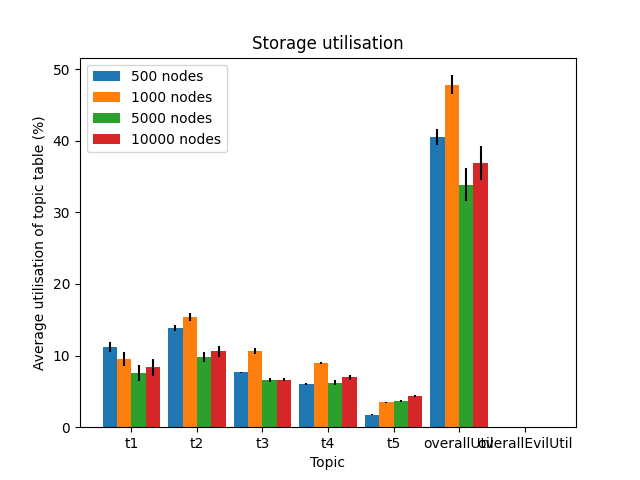 Storage utilisation
500 nodes
1000 nodes
5000 nodes
10000 nodes
Average utilisation of topic table (%)
50
40
30
20
10
0
t1 t2 t3 t4 t5 overallUtil overallEvilUtil
Topic